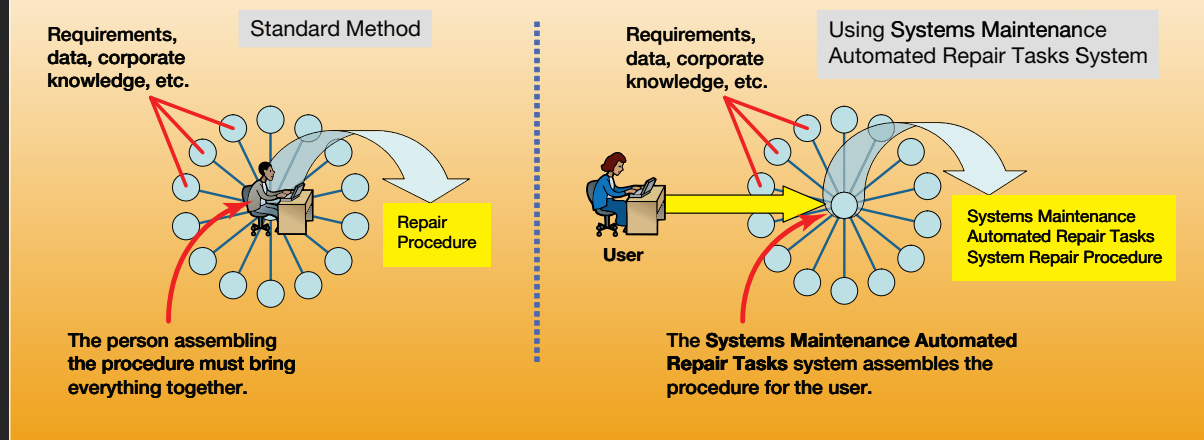 Standard Method
Requirements,
data, corporate
knowledge, etc.
Repair
Procedure
The person assembling
the procedure must bring
everything together.
Using Systems Maintenance
Automated Repair Tasks System
Requirements,
data, corporate
knowledge, etc.
User
Systems Maintenance
Automated Repair Tasks
System Repair Procedure
The Systems Maintenance Automated
Repair Tasks system assembles the
procedure for the user.